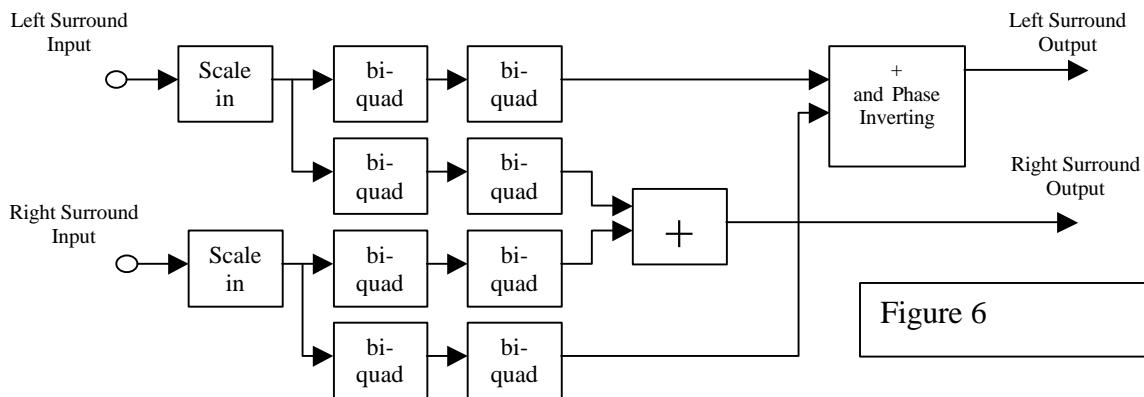 Left Surround
Input
Scale
in
bi-
quad
bi-
quad
+
and Phase
Inverting
Left Surround
Output
bi-
quad
bi-
quad
+
Right Surround
Output
Right Surround
Input
Scale
in
bi-
quad
bi-
quad
bi-
quad
bi-
quad
Figure 6